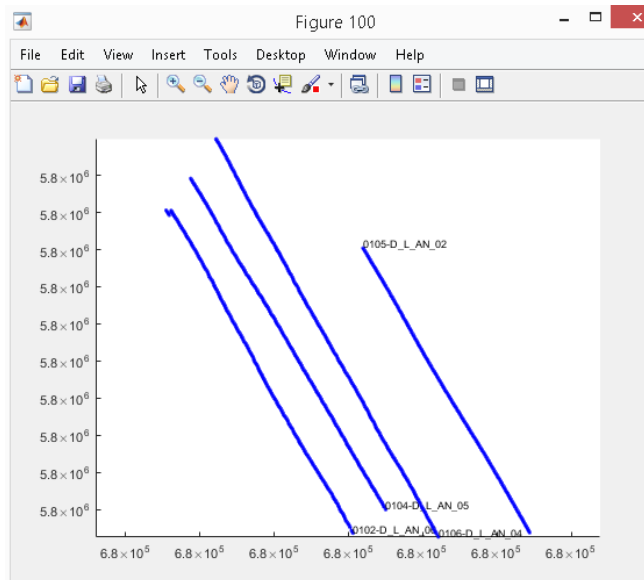 Figure 100
File Edit View Insert Tools Desktop Window Help
5.8×10⁶
5.8×10⁶
0105-D_L_AN_02
5.8×10⁶
5.8×10⁶
5.8×10⁶
5.8×10⁶
5.8×10⁶
5.8×10⁶
5.8×10⁶
0104-D_L_AN_05
5.8×10⁶
0102-D_L_AN_06 0106-D_L_AN_04
6.8×10⁵ 6.8×10⁵ 6.8×10⁵ 6.8×10⁵ 6.8×10⁵ 6.8×10⁵ 6.8×10⁵